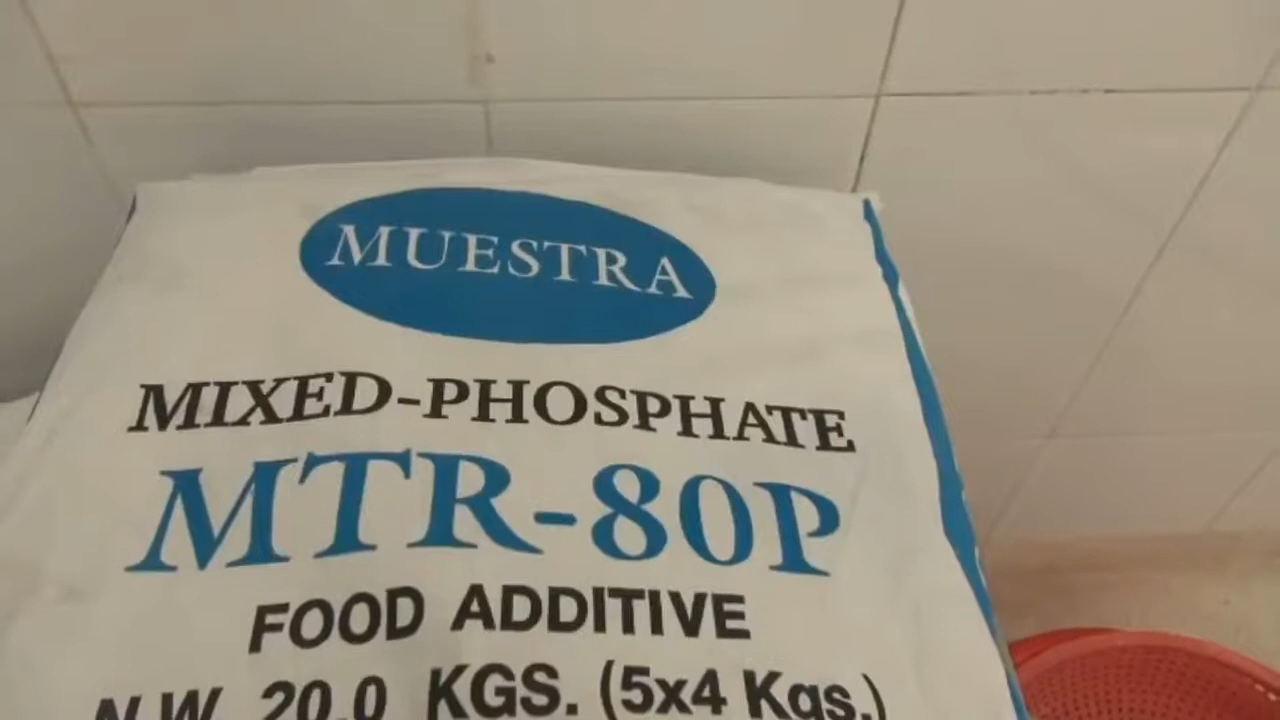 MUESTRA
MIXED-PHOSPHATE
MTR-80P
FOOD ADDITIVE
N.W. 20.0 KGS. (5x4 Kgs.)